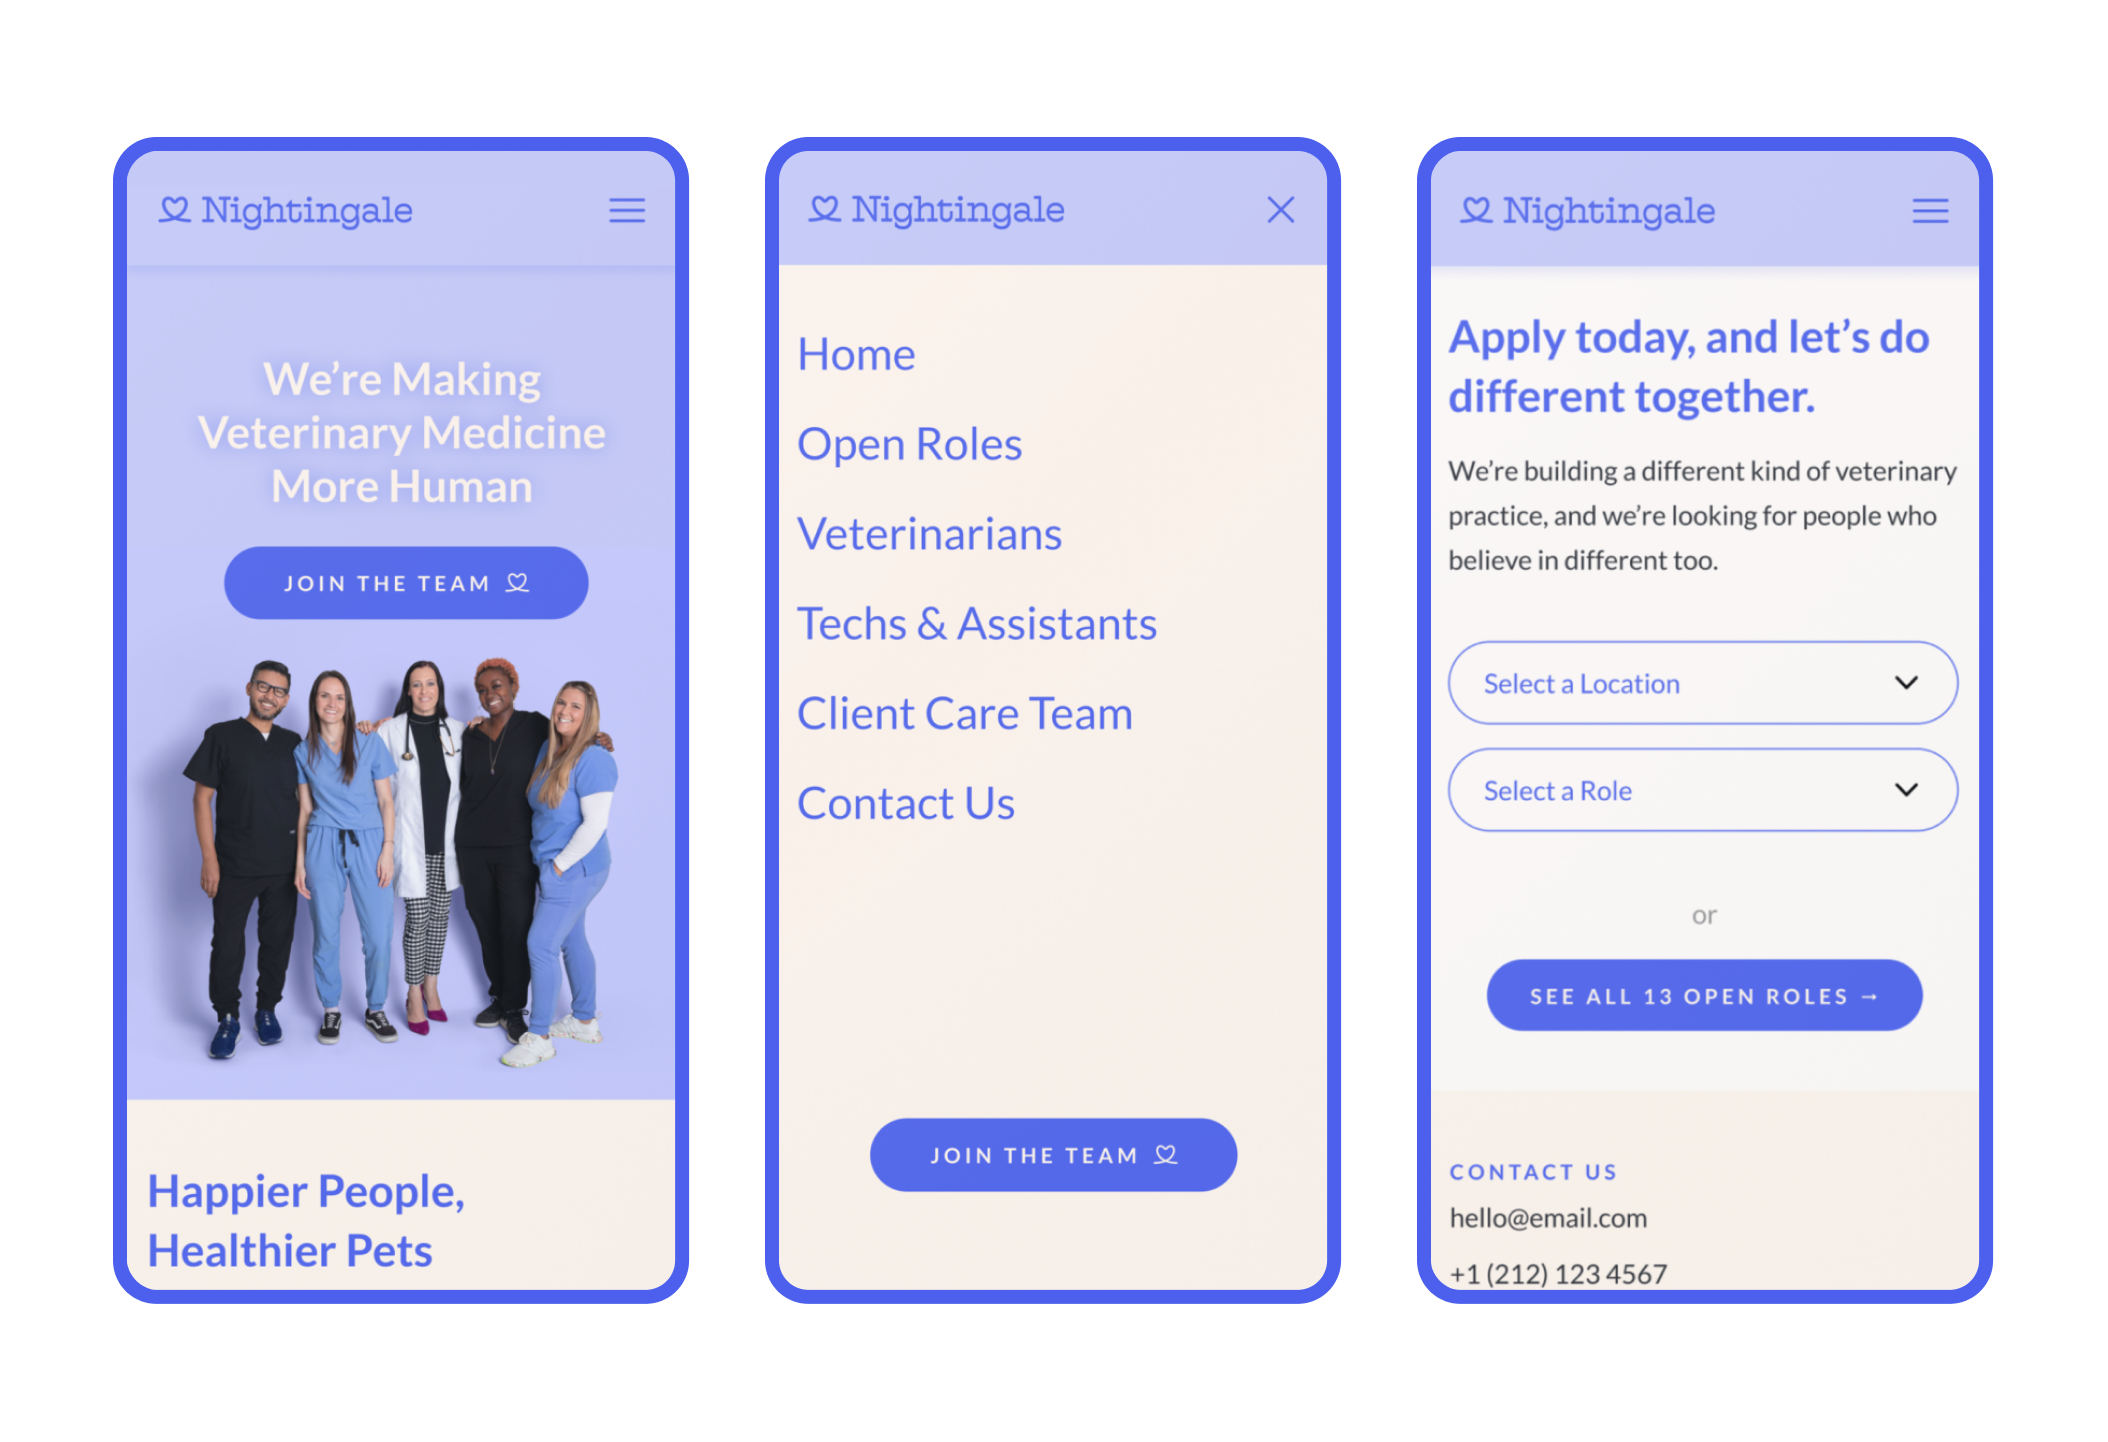 Nightingale
We’re Making
Veterinary Medicine
More Human
JOIN THE TEAM
Happier People,
Healthier Pets
Nightingale
Home
Open Roles
Veterinarians
Techs & Assistants
Client Care Team
Contact Us
JOIN THE TEAM
Nightingale
Apply today, and let’s do
different together.
We’re building a different kind of veterinary
practice, and we’re looking for people who
believe in different too.
Select a Location
Select a Role
or
SEE ALL 13 OPEN ROLES →
CONTACT US
hello@email.com
+1 (212) 123 4567